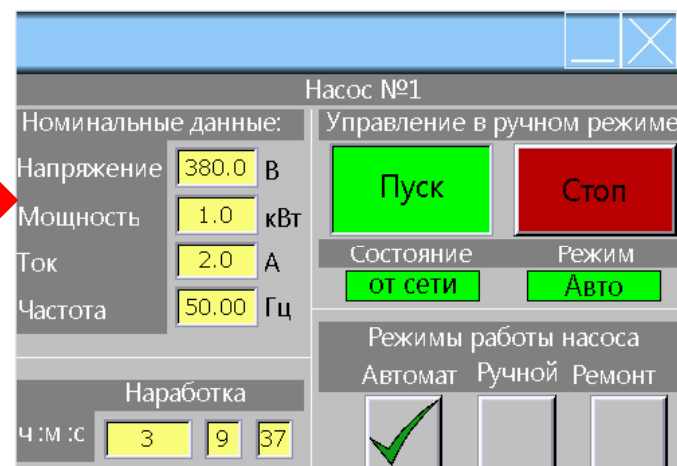 Насос №1
Номинальные данные:
Напряжение 380.0 В
Мощность 1.0 кВт
Ток 2.0 А
Частота 50.00 Гц
Наработка
ч :м :с 3 9 37
Управление в ручном режиме
Пуск Стоп
Состояние Режим
от сети Авто
Режимы работы насоса
Автомат Ручной Ремонт